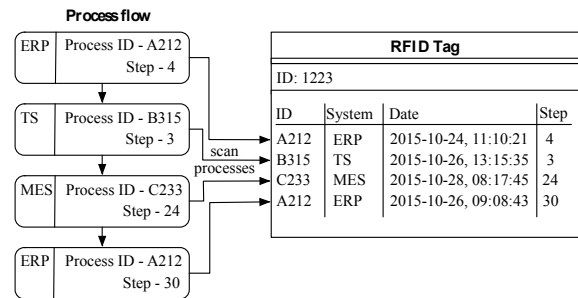 Process flow
ERP Process ID - A212
Step - 4
TS Process ID - B315
Step - 3
MES Process ID - C233
Step - 24
ERP Process ID - A212
Step - 30
scan
processes
RFID Tag
ID: 1223
ID System Date Step
A212 ERP 2015-10-24, 11:10:21 4
B315 TS 2015-10-26, 13:15:35 3
C233 MES 2015-10-28, 08:17:45 24
A212 ERP 2015-10-26, 09:08:43 30